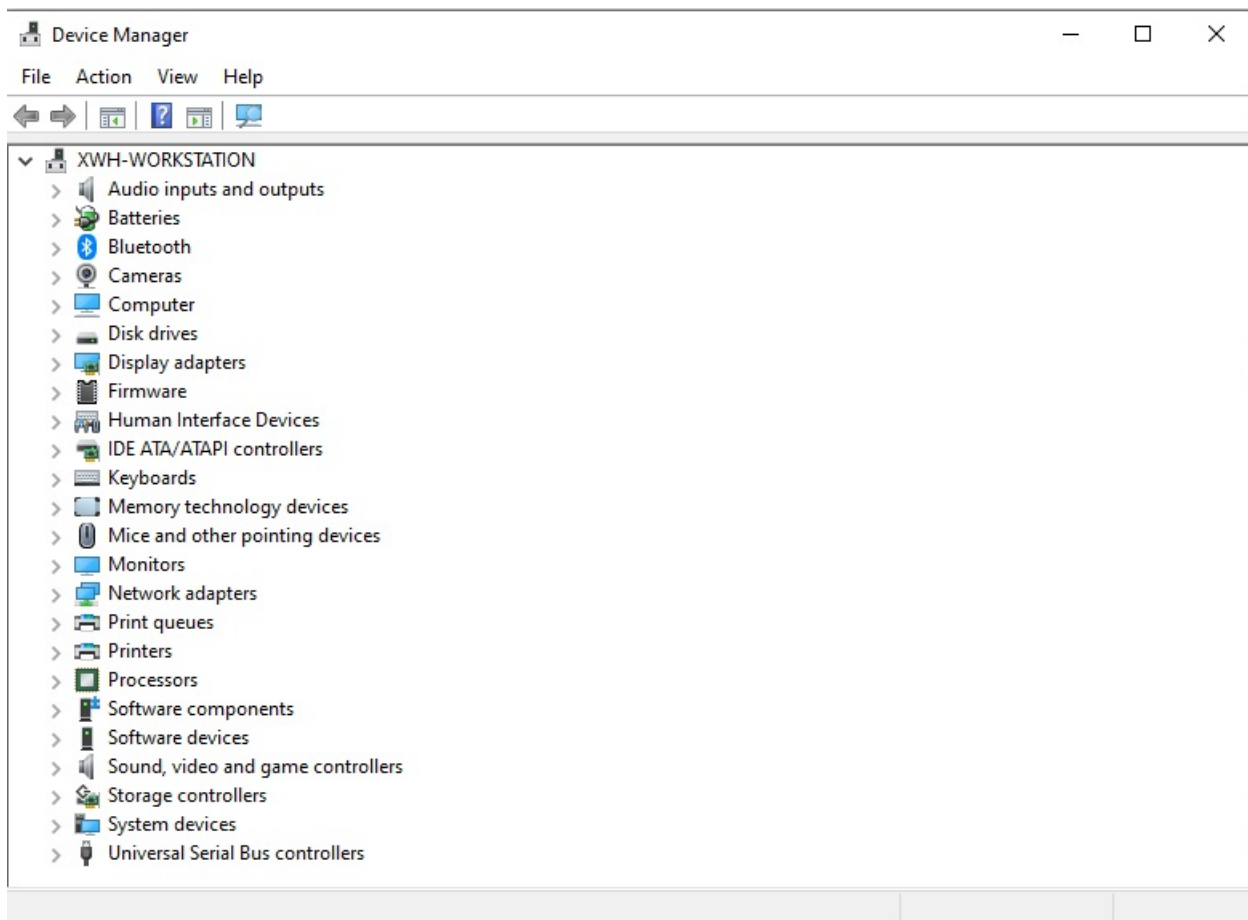 Device Manager
File Action View Help
XWH-WORKSTATION
Audio inputs and outputs
Batteries
Bluetooth
Cameras
Computer
Disk drives
Display adapters
Firmware
Human Interface Devices
IDE ATA/ATAPI controllers
Keyboards
Memory technology devices
Mice and other pointing devices
Monitors
Network adapters
Print queues
Printers
Processors
Software components
Software devices
Sound, video and game controllers
Storage controllers
System devices
Universal Serial Bus controllers